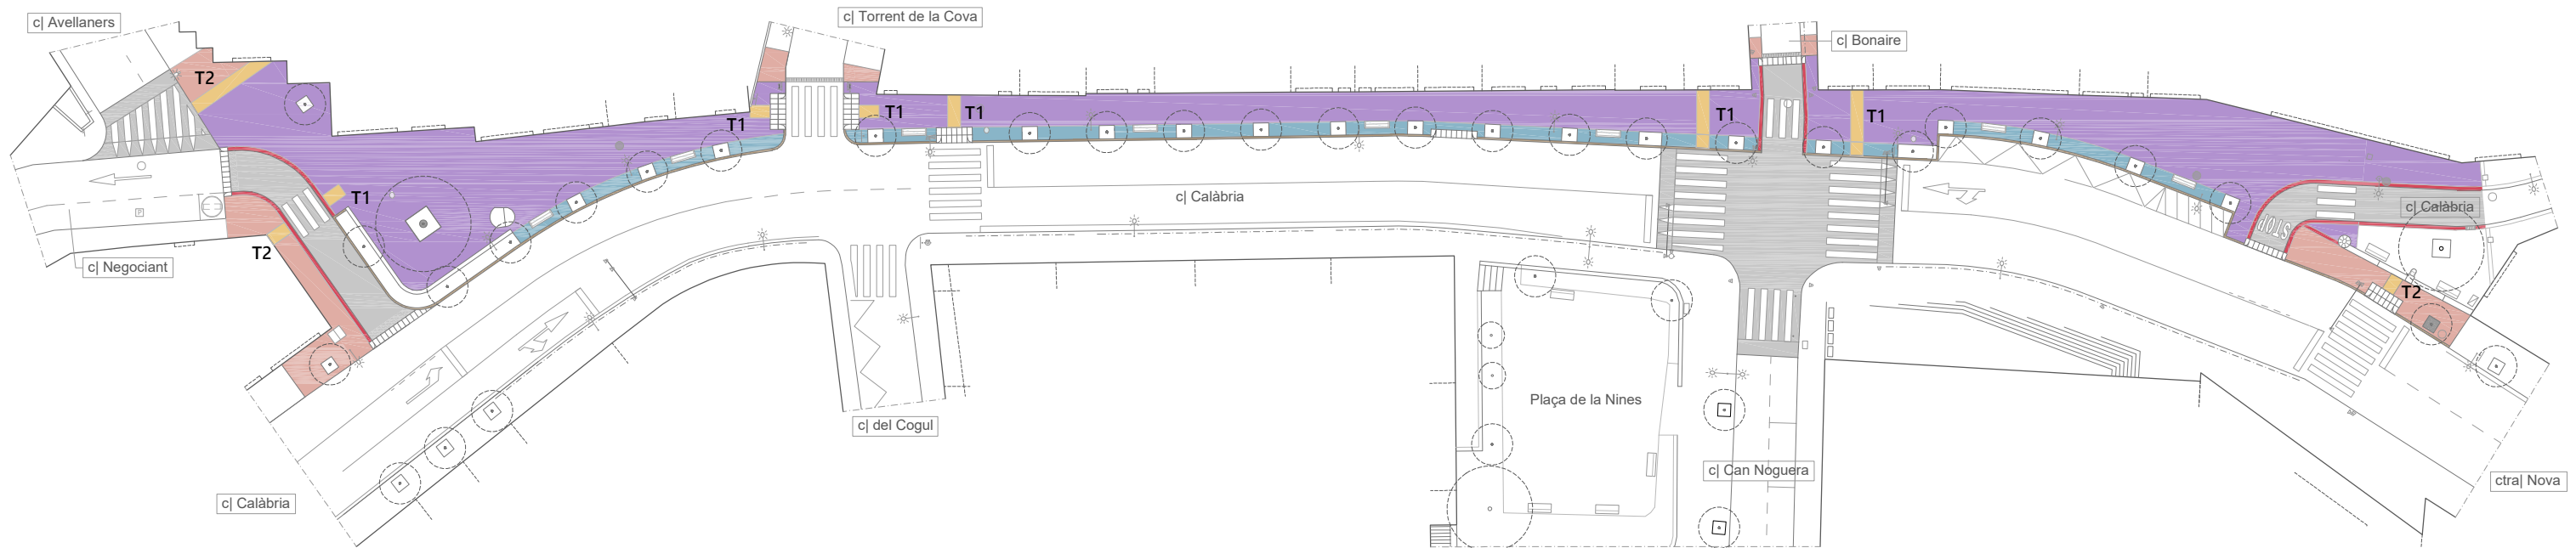 c| Avellaners
c| Torrent de la Cova
c| Bonaire
T2
T1
T1
T1
T1
T1
T1
T2
c| Negociant
c| Calàbria
c| Calàbria
STOP
T2
P
c| del Cogul
Plaça de la Nines
c| Can Noguera
c| Calàbria
ctra| Nova